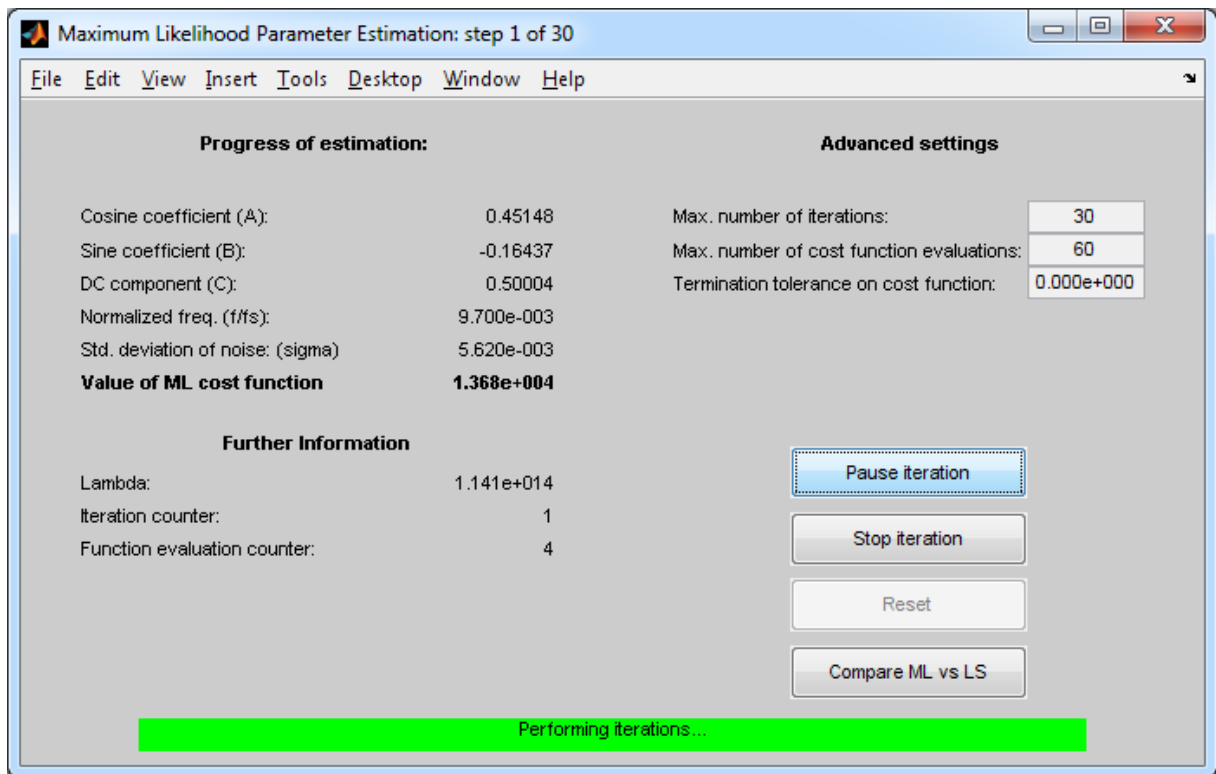 Maximum Likelihood Parameter Estimation: step 1 of 30
File Edit View Insert Tools Desktop Window Help
Progress of estimation:
Cosine coefficient (A): 0.45148
Sine coefficient (B): -0.16437
DC component (C): 0.50004
Normalized freq. (f/fs): 9.700e-003
Std. deviation of noise: (sigma) 5.620e-003
Value of ML cost function 1.368e+004
Further Information
Lambda: 1.141e+014
Iteration counter: 1
Function evaluation counter: 4
Advanced settings
Max. number of iterations: 30
Max. number of cost function evaluations: 60
Termination tolerance on cost function: 0.000e+000
Pause iteration
Stop iteration
Reset
Compare ML vs LS
Performing iterations...